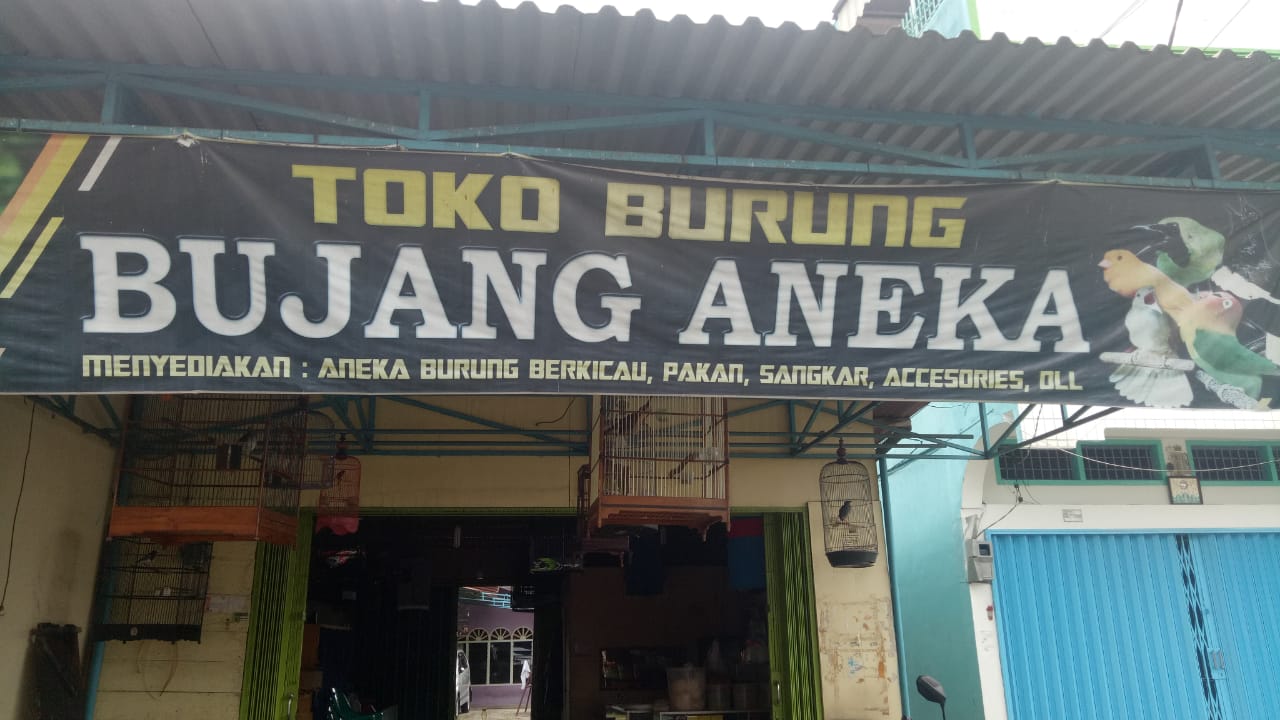 TOKO BURUNG
BUJANG ANEKA
MENYEDIAKAN : ANEKA BURUNG BERKICAU, PAKAN, SANGKAR, ACCESORIES, DLL